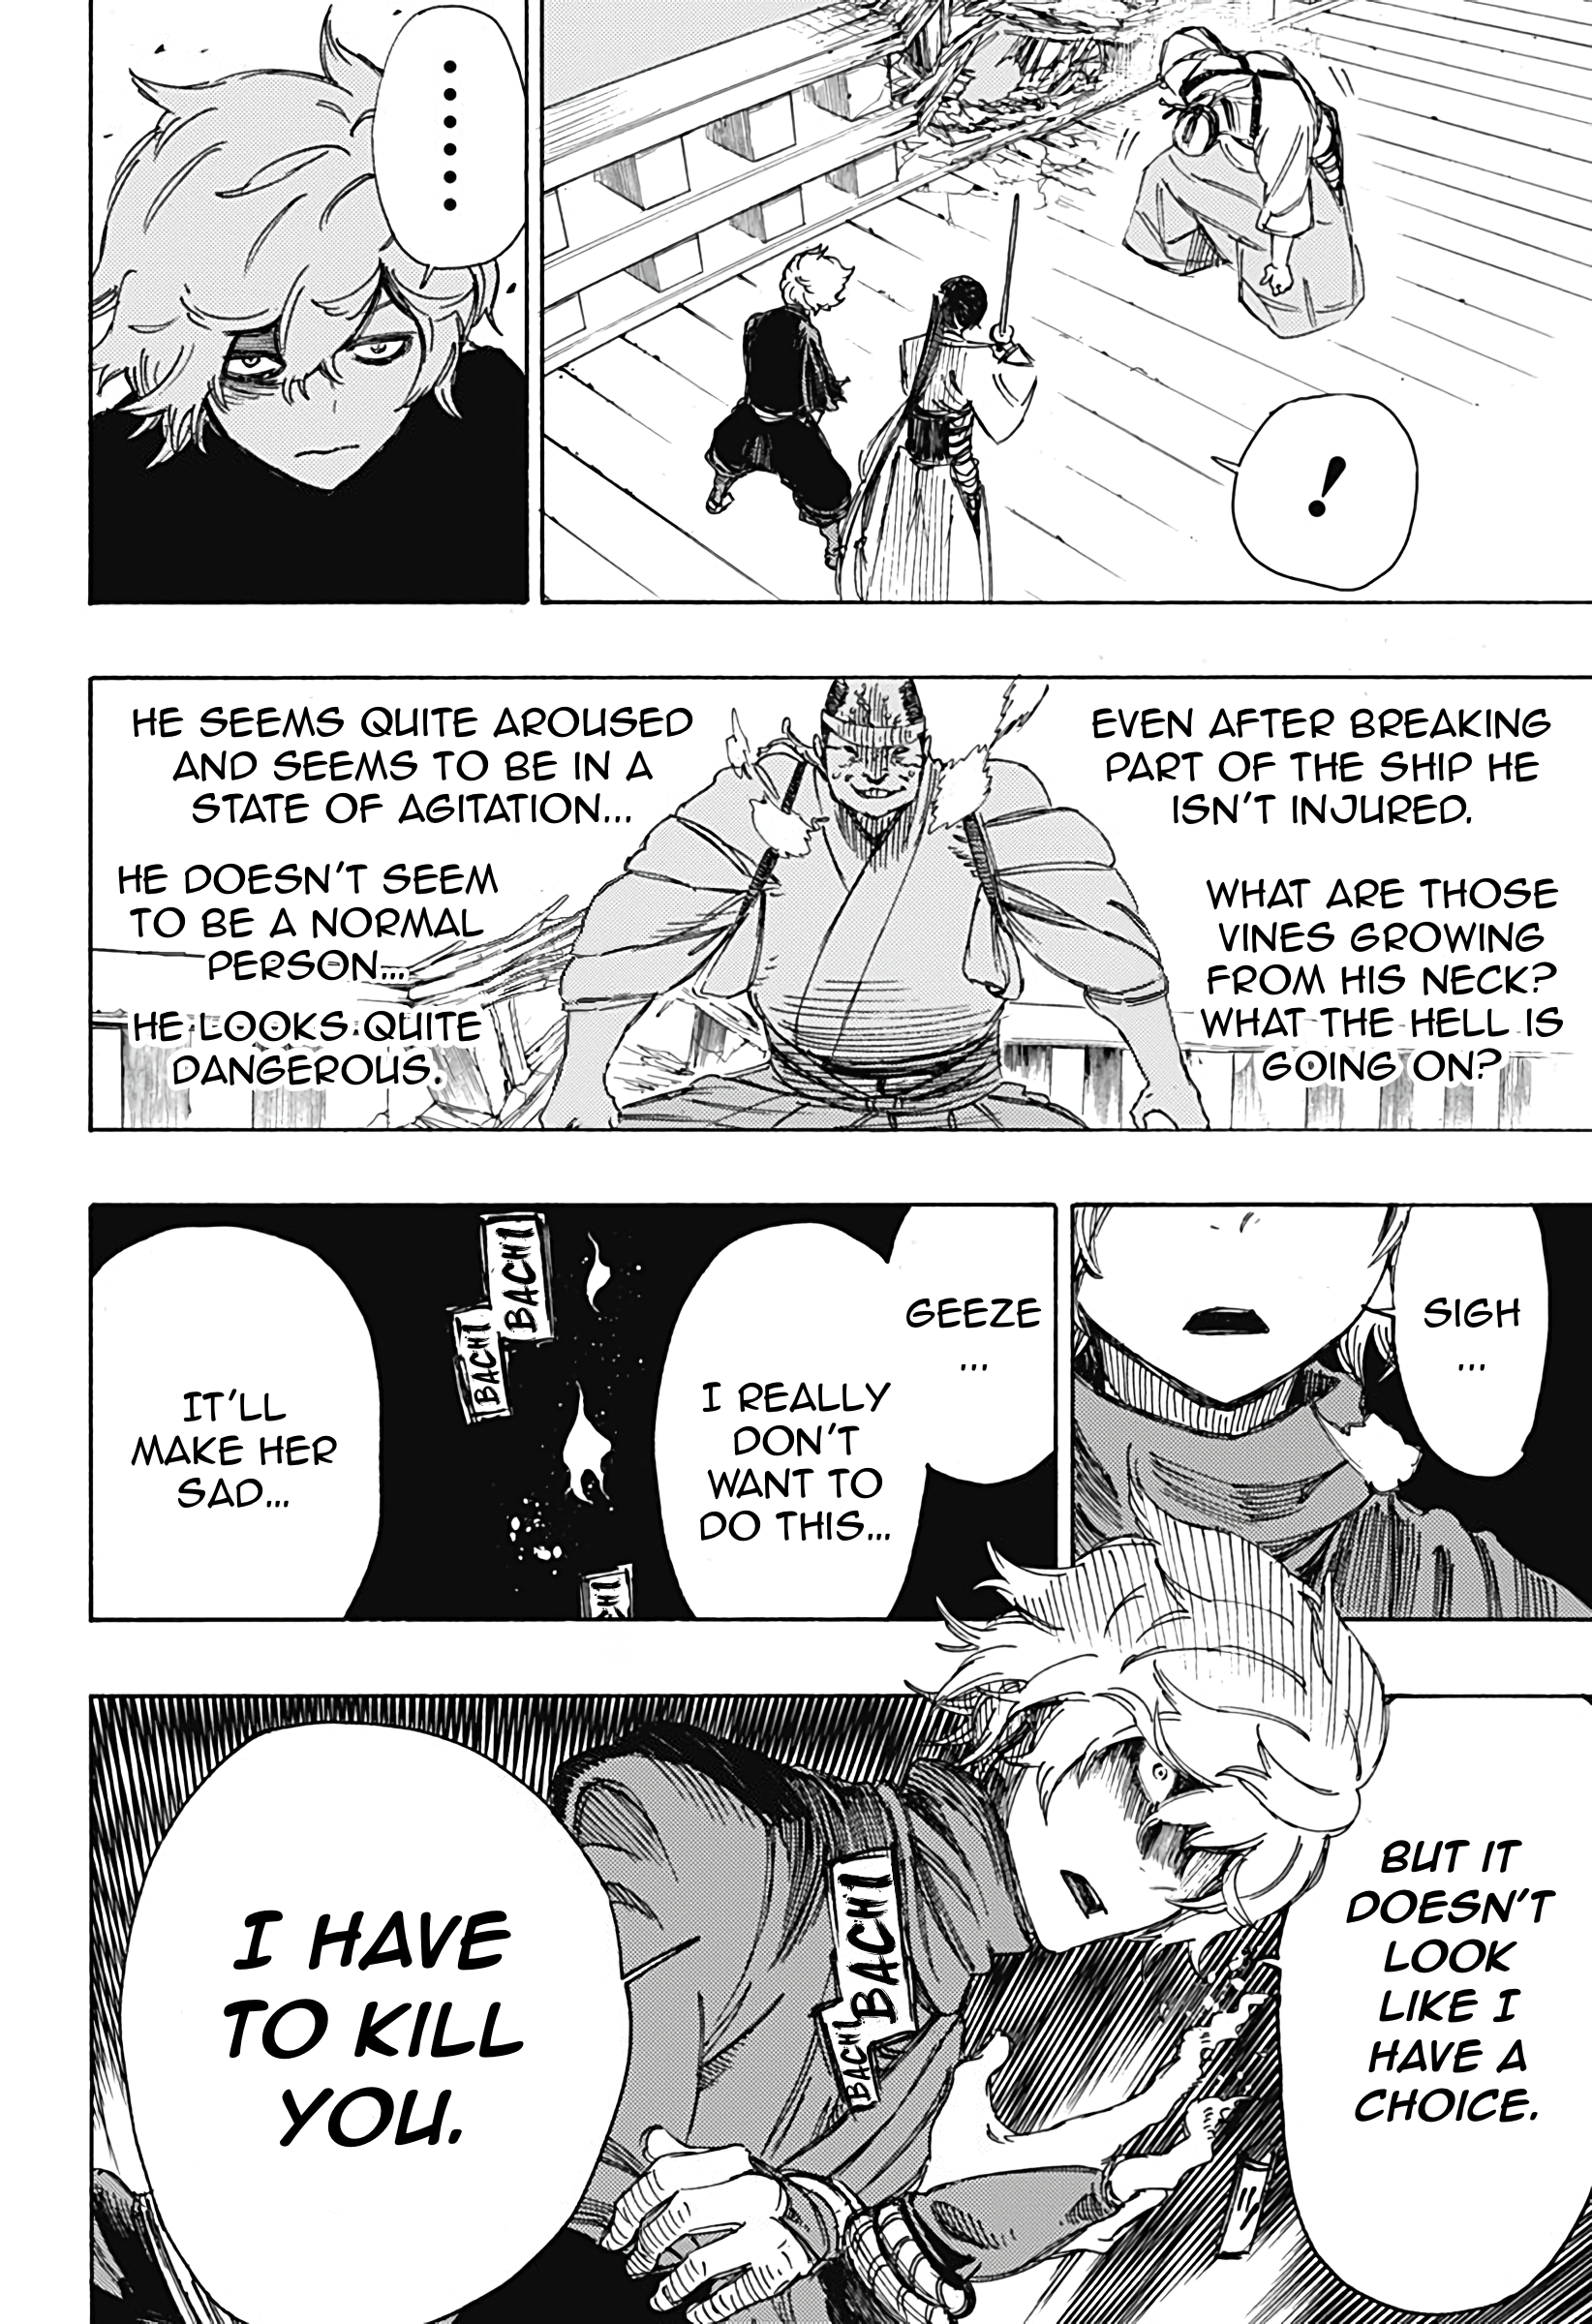 !
......
EVEN AFTER BREAKING
PART OF THE SHIP HE
ISN'T INJURED.
WHAT ARE THOSE
VINES GROWING
FROM HIS NECK?
WHAT THE HELL IS
GOING ON?
HE SEEMS QUITE AROUSED
AND SEEMS TO BE IN A
STATE OF AGITATION...
HE DOESN'T SEEM
TO BE A NORMAL
PERSON...
HE LOOKS QUITE
DANGEROUS.
SIGH
...
GEEZE
...
I REALLY
DON'T
WANT TO
DO THIS...
BACHI
BACHI
IT'LL
MAKE HER
SAD...
BUT IT
DOESN'T
LOOK
LIKE I
HAVE A
CHOICE.
BACHI
BACHI
I HAVE
TO KILL
YOU.